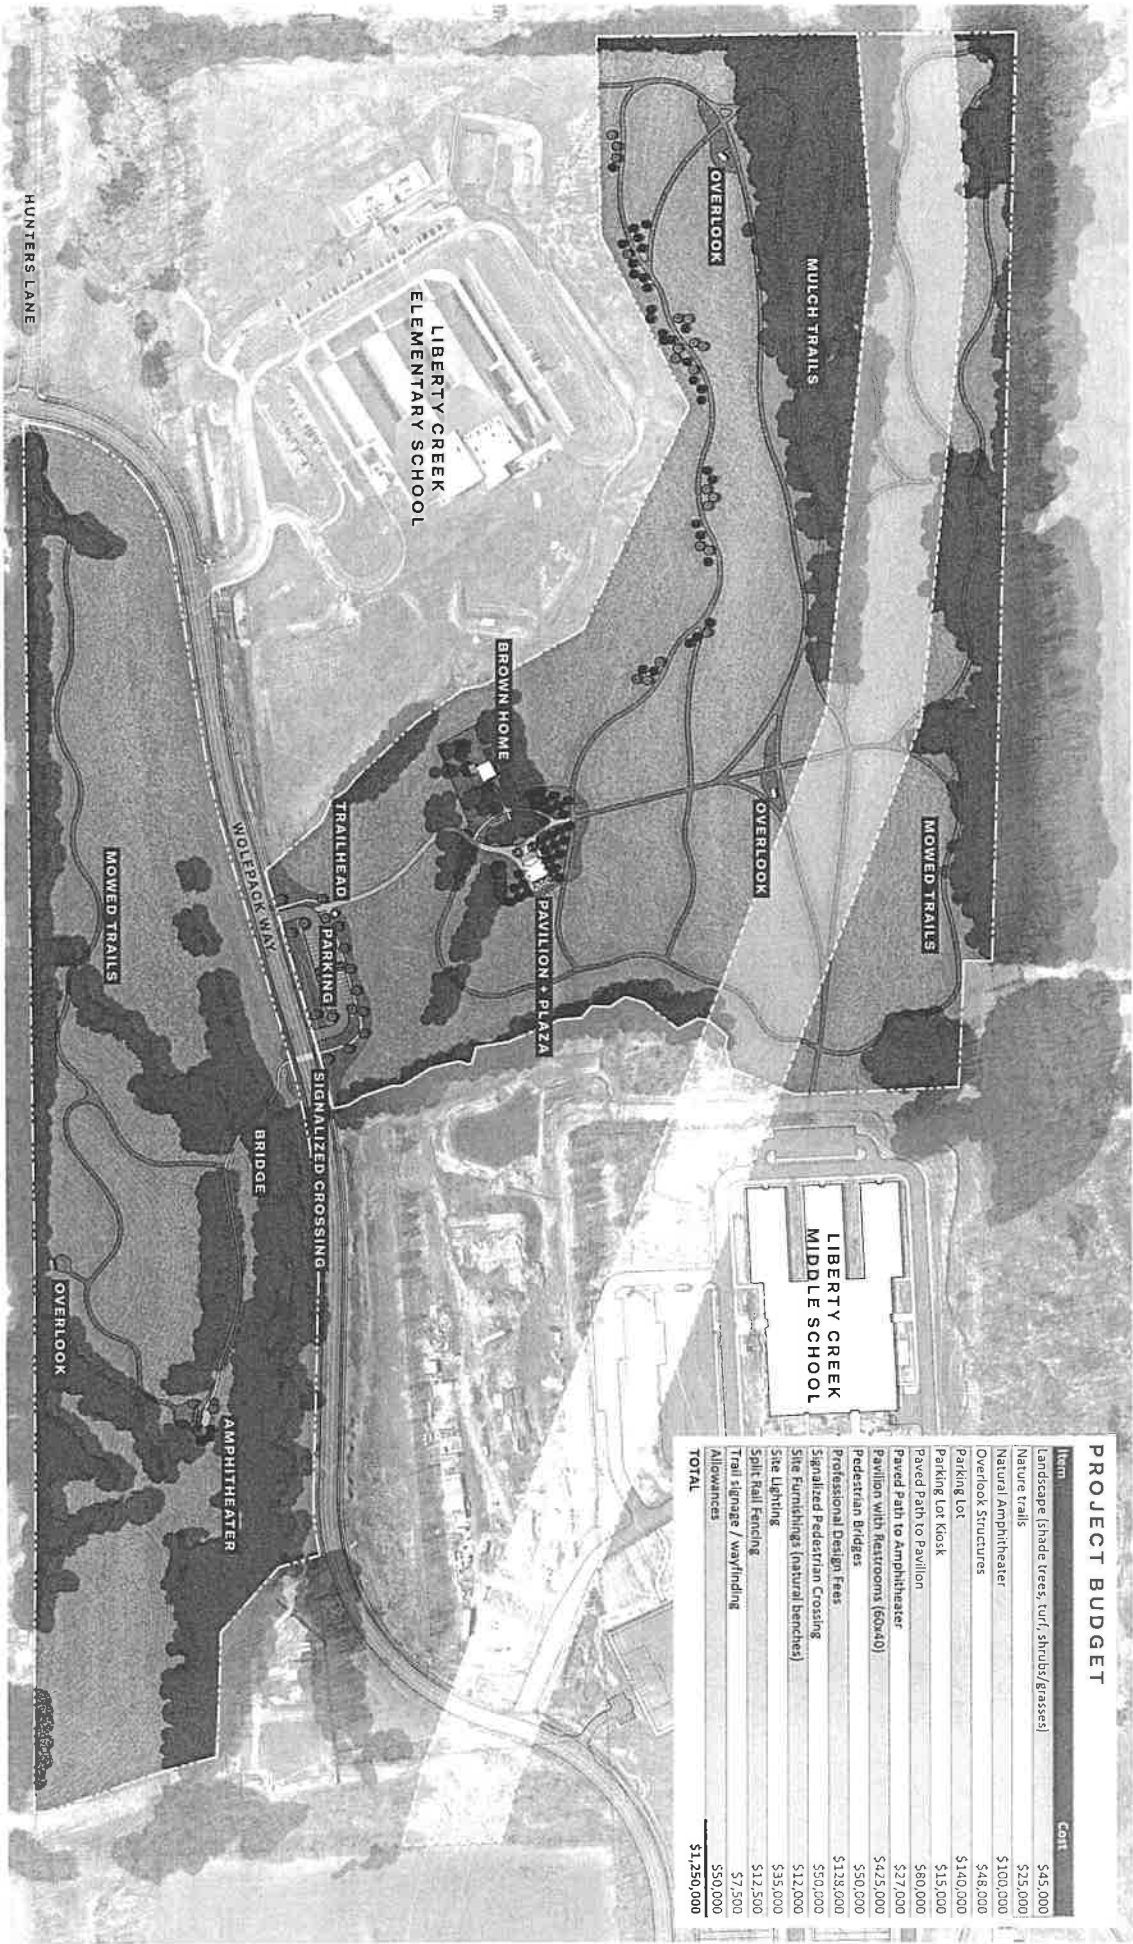 PROJECT BUDGET
Item Cost
Landscape (shade trees, turf, shrubs/grasses) $45,000
Nature trails $25,000
Natural Amphitheater $100,000
Overlook Structures $48,000
Parking Lot $140,000
Parking Lot Kiosk $15,000
Paved Path to Pavilion $80,000
Paved Path to Amphitheater $27,000
Pavilion with Restrooms (60x40) $425,000
Pedestrian Bridges $50,000
Professional Design Fees $128,000
Signalized Pedestrian Crossing $50,000
Site Furnishings (natural benches) $12,000
Site Lighting $35,000
Split Rail Fencing $12,500
Trail signage / wayfinding $7,500
Allowances $50,000
TOTAL $1,250,000
MOWED TRAILS
MULCH TRAILS
LIBERTY CREEK
MIDDLE SCHOOL
OVERLOOK
OVERLOOK
PAVILION + PLAZA
BROWN HOME
LIBERTY CREEK
ELEMENTARY SCHOOL
TRAILHEAD
PARKING
SIGNALIZED CROSSING
WOLFPACK WAY
BRIDGE
AMPHITHEATER
MOWED TRAILS
OVERLOOK
HUNTERS LANE